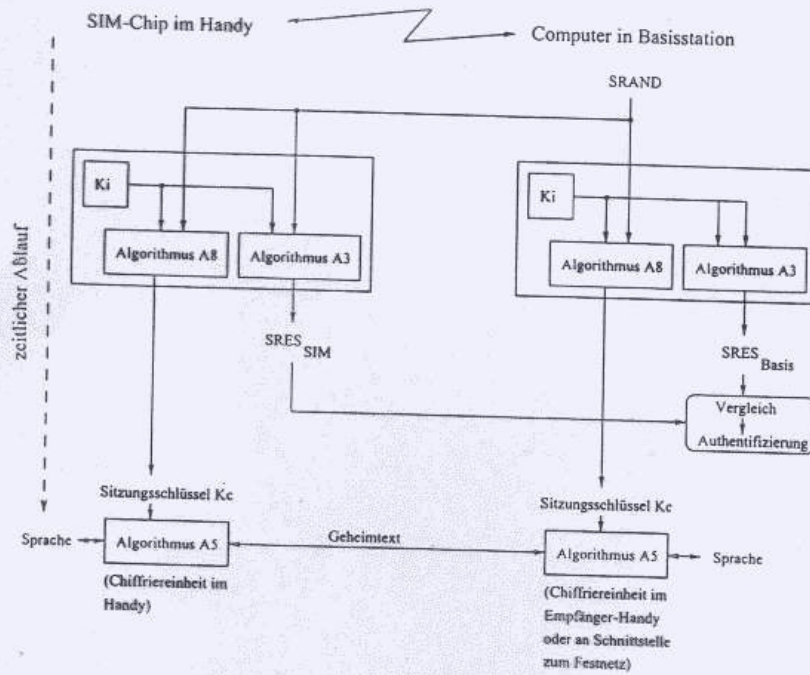 SIM-Chip im Handy
Computer in Basisstation
SRAND
zeitlicher Ablauf
Ki
Ki
Algorithmus A8
Algorithmus A3
Algorithmus A8
Algorithmus A3
SRES SIM
SRES Basis
Vergleich
Authentifizierung
Sitzungsschlüssel Kc
Sitzungsschlüssel Kc
Sprache
Algorithmus A5
Geheimtext
Algorithmus A5
Sprache
(Chiffriereinheit im
Handy)
(Chiffriereinheit im
Empfänger-Handy
oder an Schnittstelle
zum Festnetz)